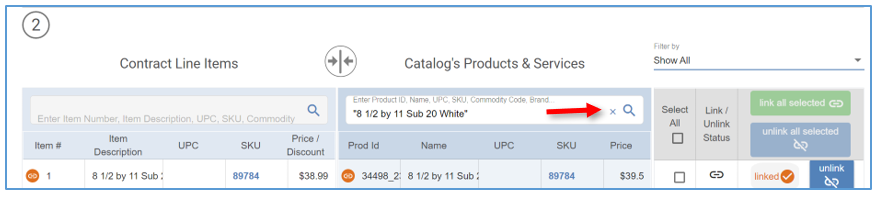 2
Contract Line Items
Catalog's Products & Services
Filter by
Show All
Enter Item Number, Item Description, UPC, SKU, Commodity
Enter Product ID, Name, UPC, SKU, Commodity Code, Brand...
"8 1/2 by 11 Sub 20 White"
×
Select All
Link / Unlink Status
link all selected
unlink all selected
Item # Item Description UPC SKU Price / Discount Prod Id Name UPC SKU Price
1 8 1/2 by 11 Sub 89784 $38.99 34498_2 8 1/2 by 11 Sub 89784 $39.5 linked unlink